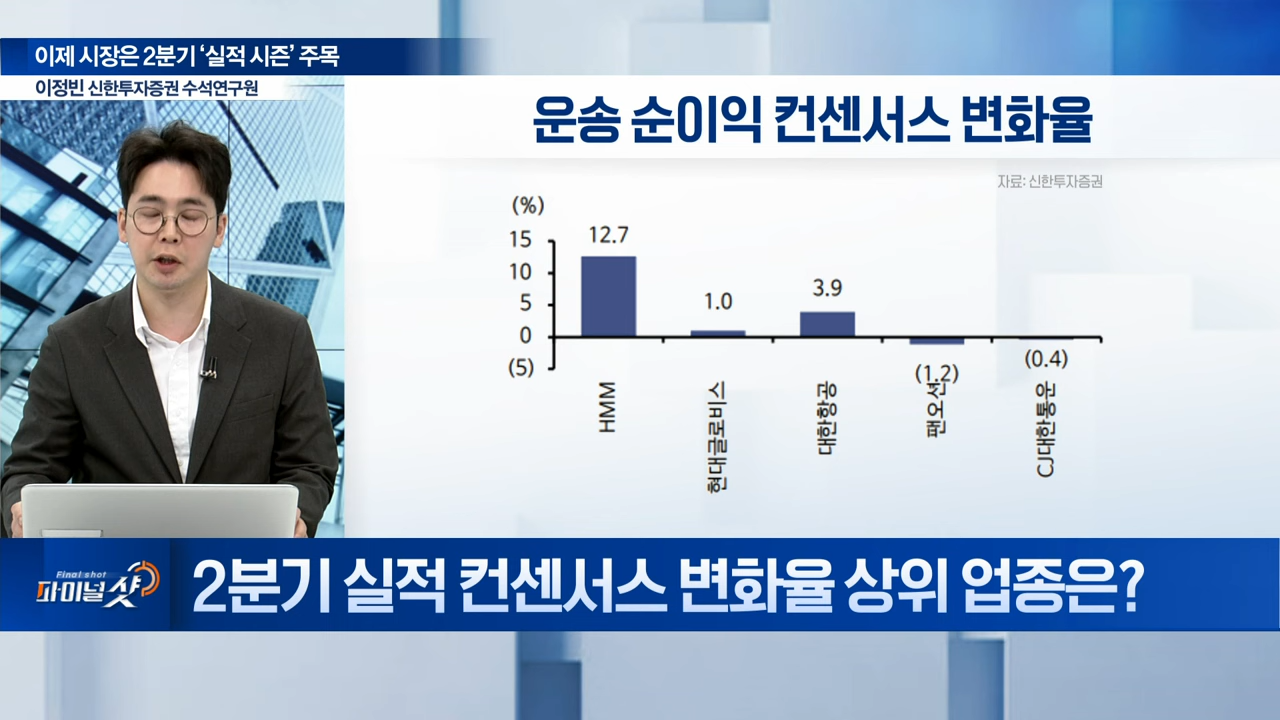 이제 시장은 2분기 ‘실적 시즌’ 주목
이정빈 신한투자증권 수석연구원
운송 순이익 컨센서스 변화율
자료: 신한투자증권
(%)
15
10
5
0
(5)
12.7
1.0
3.9
(1.2)
(0.4)
HMM
현대글로비스
대한항공
팬오션
CJ대한통운
Final shot
파이널샷
2분기 실적 컨센서스 변화율 상위 업종은?